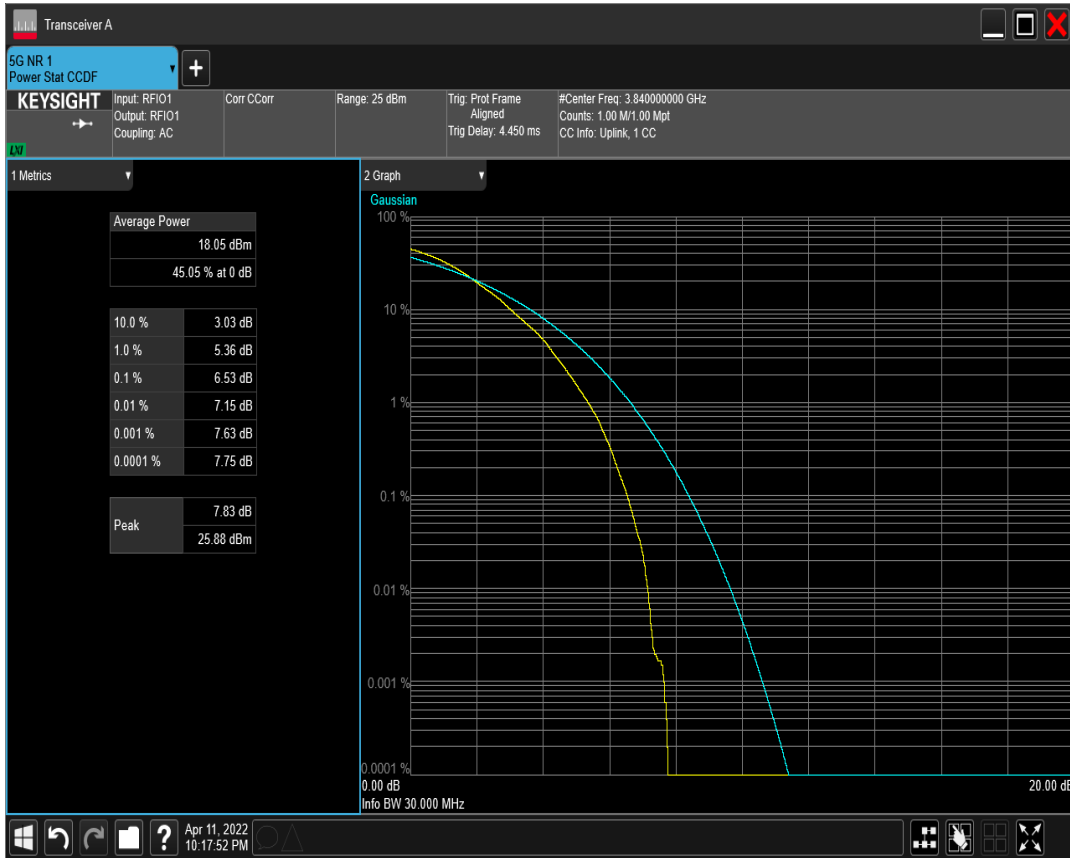 Transceiver A
5G NR 1
Power Stat CCDF
KEYSIGHT
Input: RFIO1
Output: RFIO1
Coupling: AC
Corr CCorr
Range: 25 dBm
Trig: Prot Frame
Aligned
Trig Delay: 4.450 ms
#Center Freq: 3.840000000 GHz
Counts: 1.00 M/1.00 Mpt
CC Info: Uplink, 1 CC
LXI
1 Metrics
Average Power
18.05 dBm
45.05 % at 0 dB
10.0 % 3.03 dB
1.0 % 5.36 dB
0.1 % 6.53 dB
0.01 % 7.15 dB
0.001 % 7.63 dB
0.0001 % 7.75 dB
Peak
7.83 dB
25.88 dBm
2 Graph
Gaussian
100 %
10 %
1 %
0.1 %
0.01 %
0.001 %
0.0001 %
0.00 dB 20.00 dB
Info BW 30.000 MHz
?
Apr 11, 2022
10:17:52 PM